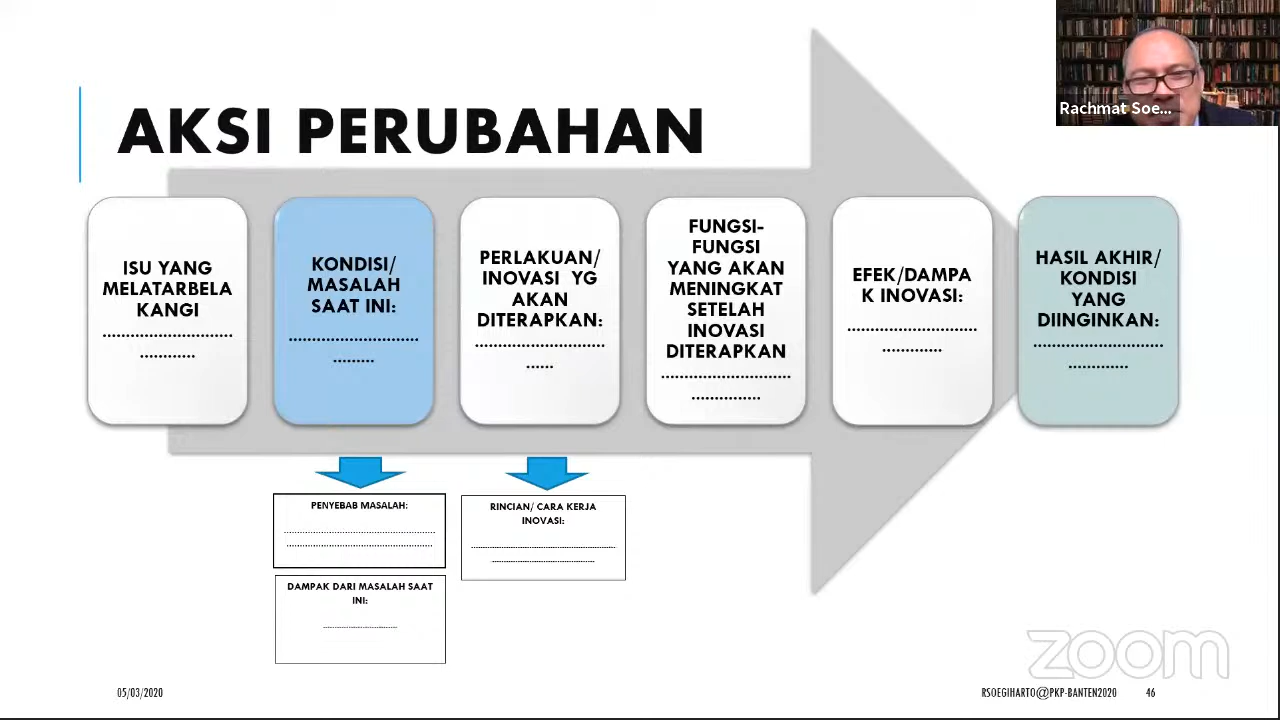 Rachmat Soe...
AKSI PERUBAHAN
ISU YANG
MELATARBELA
KANGI
................................
............
KONDISI/
MASALAH
SAAT INI:
................................
.........
PERLAKUAN/
INOVASI YG
AKAN
DITERAPKAN:
................................
......
FUNGSI-
FUNGSI
YANG AKAN
MENINGKAT
SETELAH
INOVASI
DITERAPKAN
................................
...............
EFEK/DAMPA
K INOVASI:
................................
.............
HASIL AKHIR/
KONDISI
YANG
DIINGINKAN:
................................
.............
PENYEBAB MASALAH:
................................
................................
DAMPAK DARI MASALAH SAAT
INI:
................................
RINCIAN/ CARA KERJA
INOVASI:
................................
................................
zoom
05/03/2020
RSOEGIHARTO@PKP-BANTEN2020
46